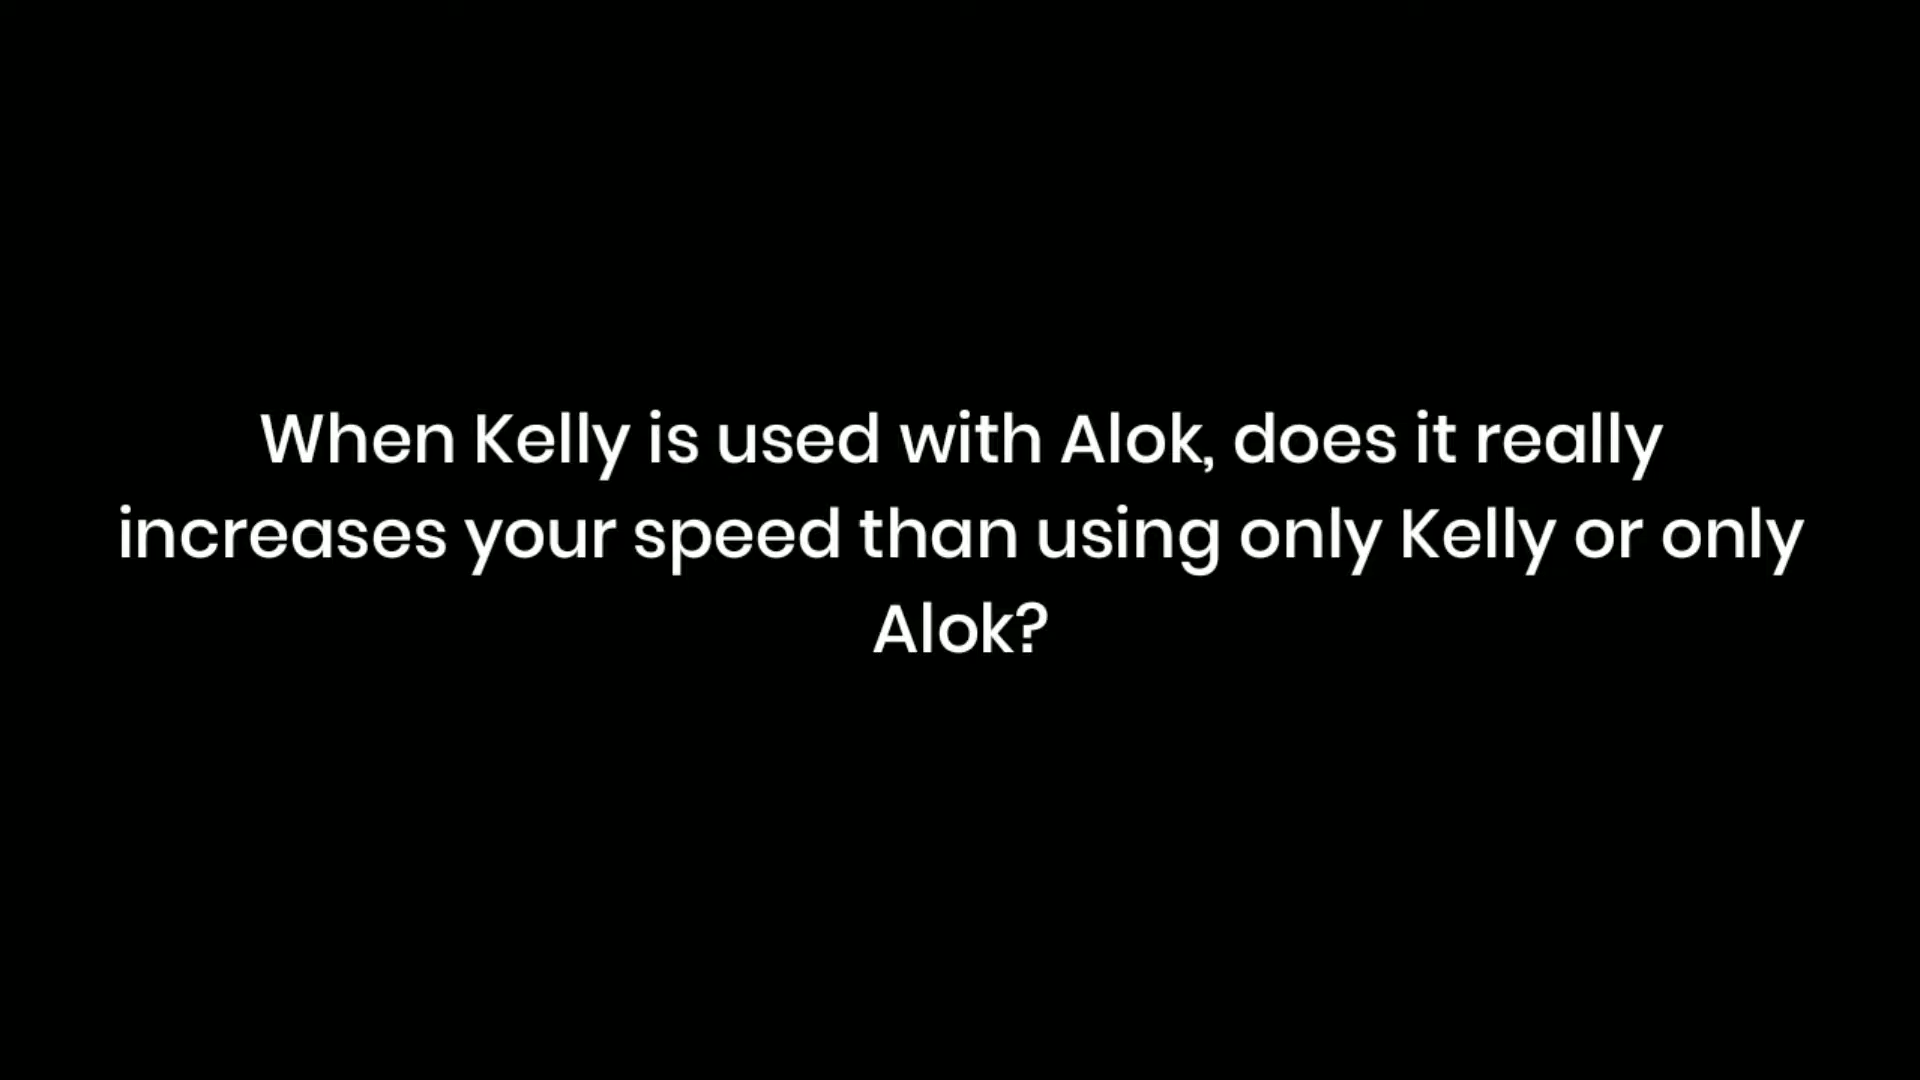 When Kelly is used with Alok, does it really
increases your speed than using only Kelly or only
Alok?